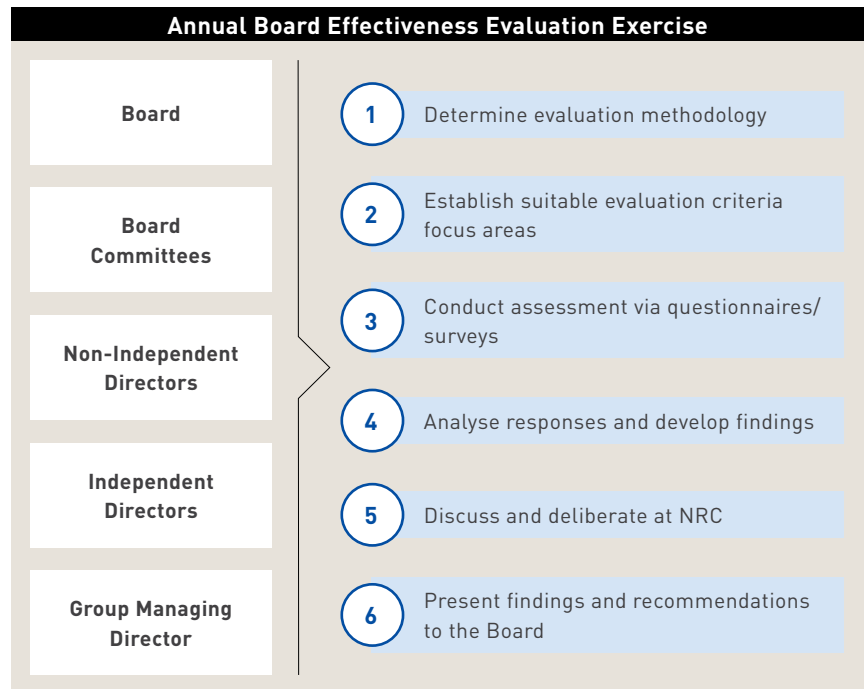 Annual Board Effectiveness Evaluation Exercise
Board
Board
Committees
Non-Independent
Directors
Independent
Directors
Group Managing
Director
1
Determine evaluation methodology
2
Establish suitable evaluation criteria
focus areas
3
Conduct assessment via questionnaires/
surveys
4
Analyse responses and develop findings
5
Discuss and deliberate at NRC
6
Present findings and recommendations
to the Board